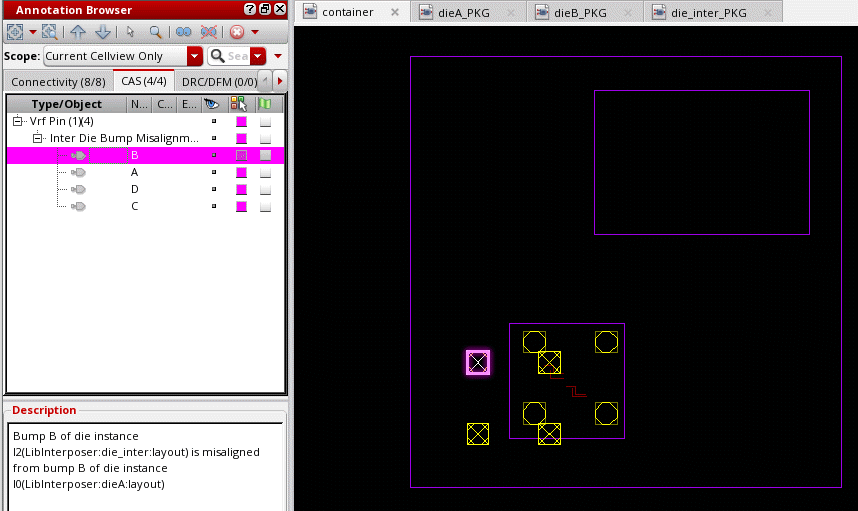 Annotation Browser
container
dieA_PKG
dieB_PKG
die_inter_PKG
Scope: Current Cellview Only
Sea
Connectivity (8/8)
CAS (4/4)
DRC/DFM (0/0)
Type/Object N... C... E...
Vrf Pin (1)(4)
Inter Die Bump Misalignm...
B
A
D
C
Description
Bump B of die instance
I2(LibInterposer:die_inter:layout) is misaligned
from bump B of die instance
I0(LibInterposer:dieA:layout)